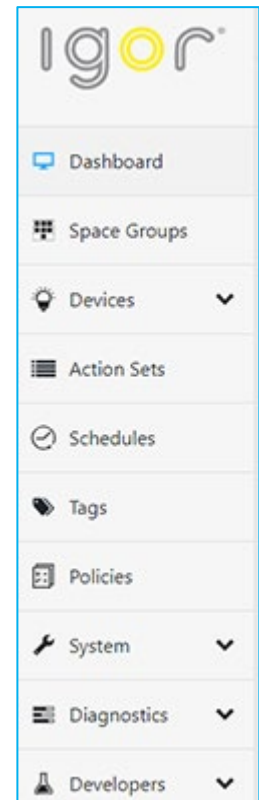 Igor
Dashboard
Space Groups
Devices
Action Sets
Schedules
Tags
Policies
System
Diagnostics
Developers